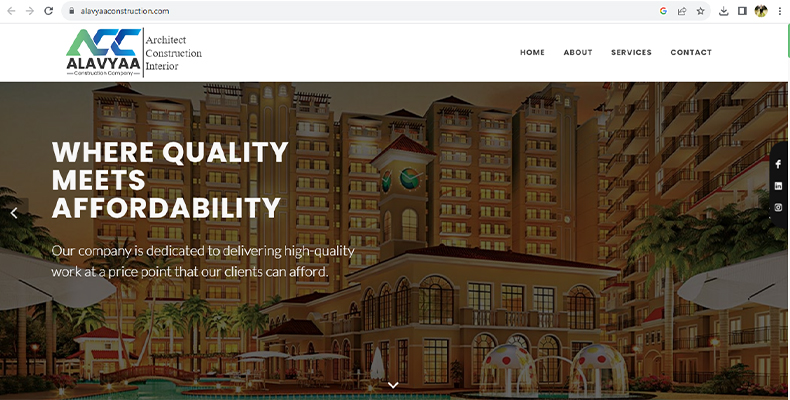 alavyaaconstruction.com
ACC
ALAVYAA
Construction Company
Architect
Construction
Interior
HOME
ABOUT
SERVICES
CONTACT
WHERE QUALITY
MEETS
AFFORDABILITY
Our company is dedicated to delivering high-quality
work at a price point that our clients can afford.